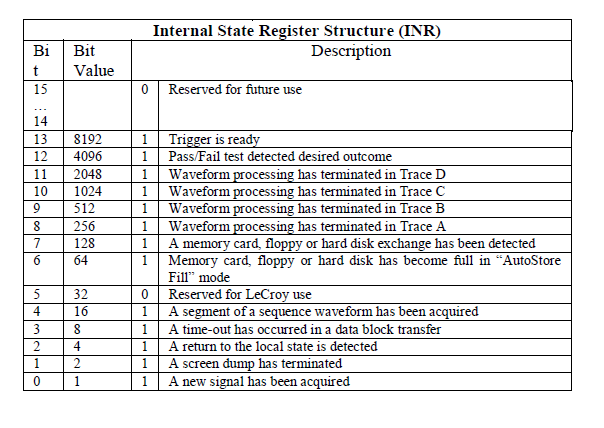 Internal State Register Structure (INR)
Bi Bit Description
t Value
15 0 Reserved for future use
…
14
13 8192 1 Trigger is ready
12 4096 1 Pass/Fail test detected desired outcome
11 2048 1 Waveform processing has terminated in Trace D
10 1024 1 Waveform processing has terminated in Trace C
9 512 1 Waveform processing has terminated in Trace B
8 256 1 Waveform processing has terminated in Trace A
7 128 1 A memory card, floppy or hard disk exchange has been detected
6 64 1 Memory card, floppy or hard disk has become full in “AutoStore
Fill” mode
5 32 0 Reserved for LeCroy use
4 16 1 A segment of a sequence waveform has been acquired
3 8 1 A time-out has occurred in a data block transfer
2 4 1 A return to the local state is detected
1 2 1 A screen dump has terminated
0 1 1 A new signal has been acquired